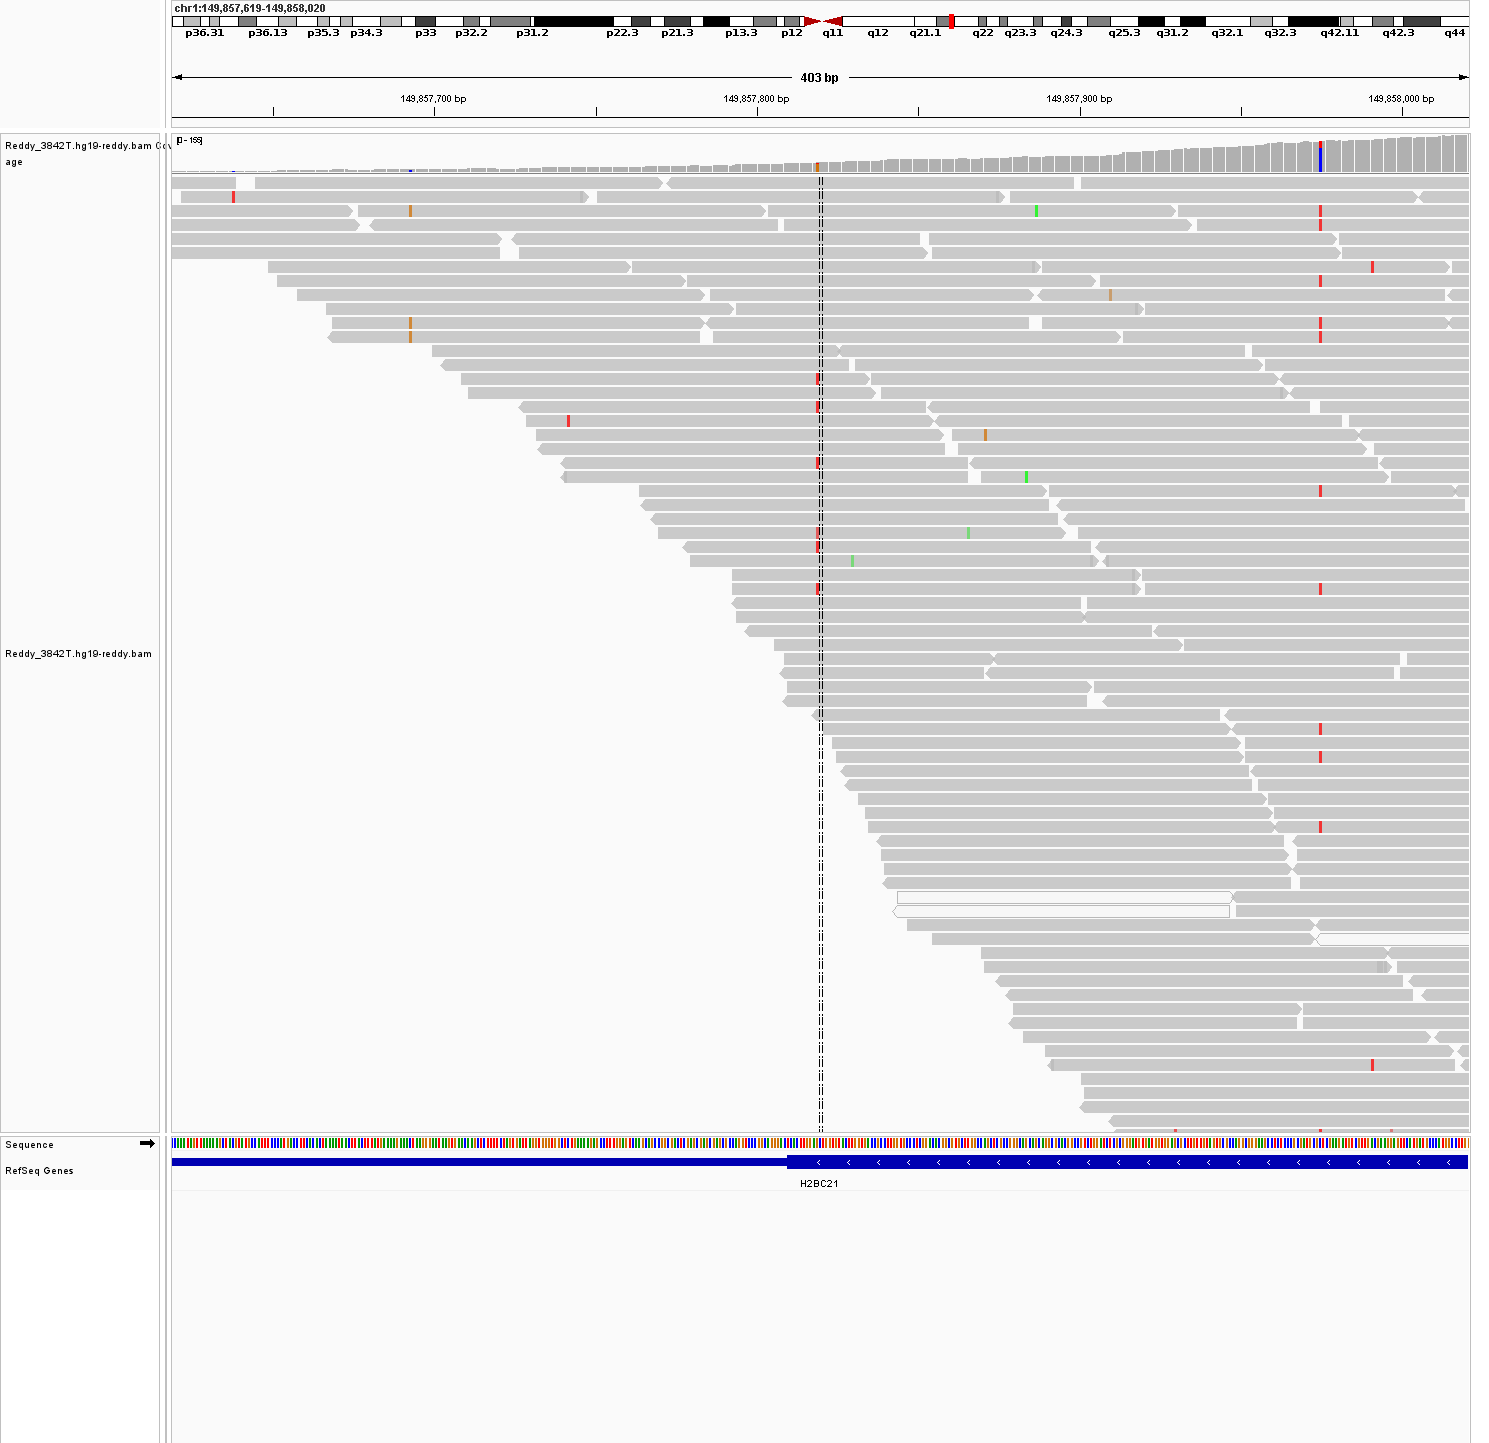 chr1:149,857,619-149,858,020
p36.31 p36.13 p35.3 p34.3 p33 p32.2 p31.2 p22.3 p21.3 p13.3 p12 q11 q12 q21.1 q22 q23.3 q24.3 q25.3 q31.2 q32.1 q32.3 q42.11 q42.3 q44
403 bp
149,857,700 bp 149,857,800 bp 149,857,900 bp 149,858,000 bp
[0 - 155]
Reddy_3842T.hg19-reddy.bam Cov
age
Reddy_3842T.hg19-reddy.bam
Sequence
RefSeq Genes
H2BC21